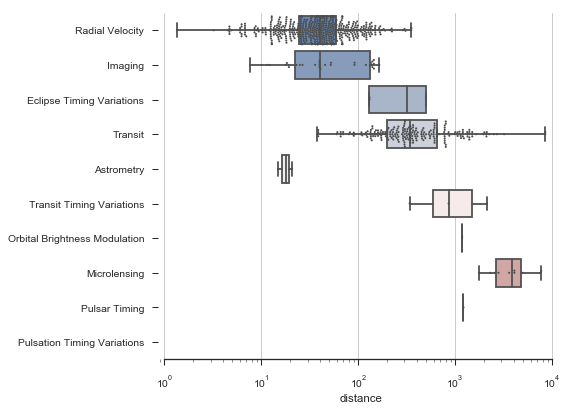 Radial Velocity
Imaging
Eclipse Timing Variations
Transit
Astrometry
Transit Timing Variations
Orbital Brightness Modulation
Microlensing
Pulsar Timing
Pulsation Timing Variations
10⁰ 10¹ 10² 10³ 10⁴
distance